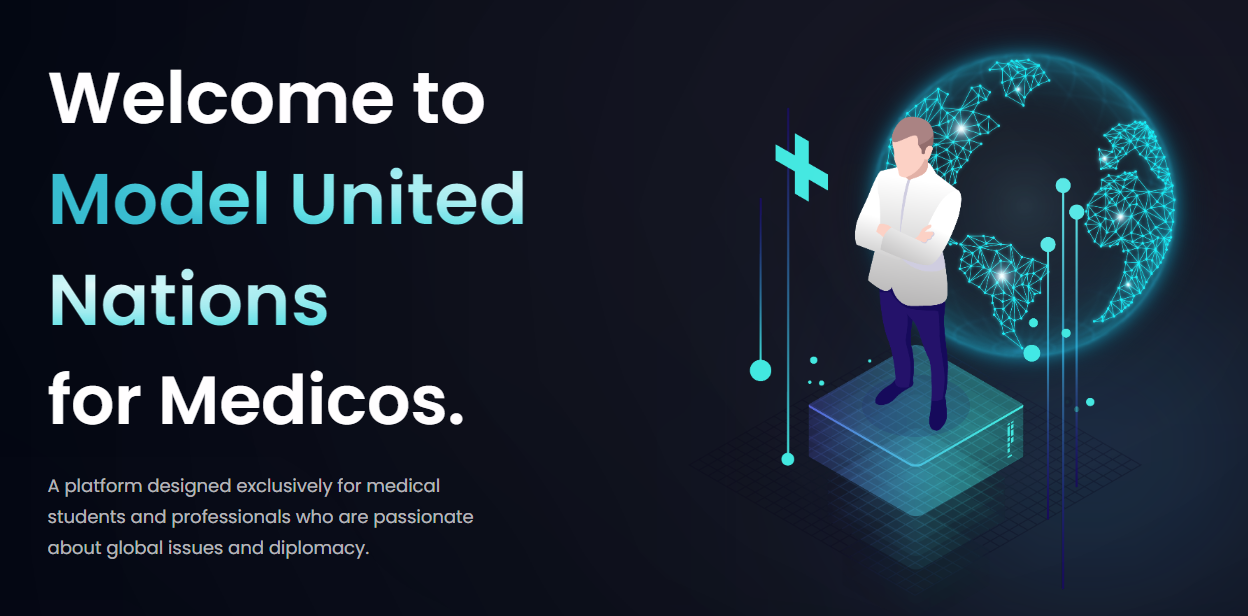 Welcome to
Model United
Nations
for Medicos.
A platform designed exclusively for medical
students and professionals who are passionate
about global issues and diplomacy.